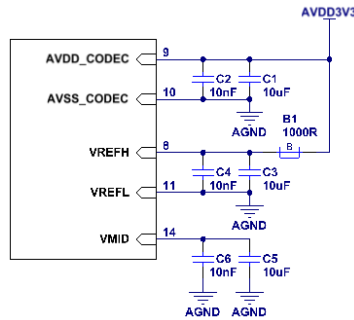 AVDD3V3
AVDD_CODEC 9
C2 10nF
C1 10uF
AVSS_CODEC 10
AGND
B1
1000R
VREFH 8
B
C4 10nF
C3 10uF
VREFL 11
AGND
VMID 14
C6 10nF
C5 10uF
AGND AGND